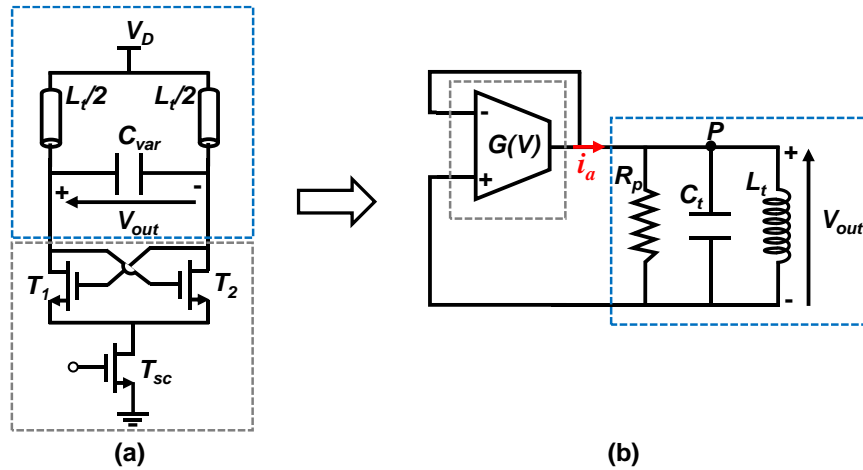 V_D
L_t/2 L_t/2
C_var
+ -
V_out
T_1 T_2
T_sc
(a)
-
G(V)
+
i_a
P
R_p
C_t
L_t
+
V_out
-
(b)